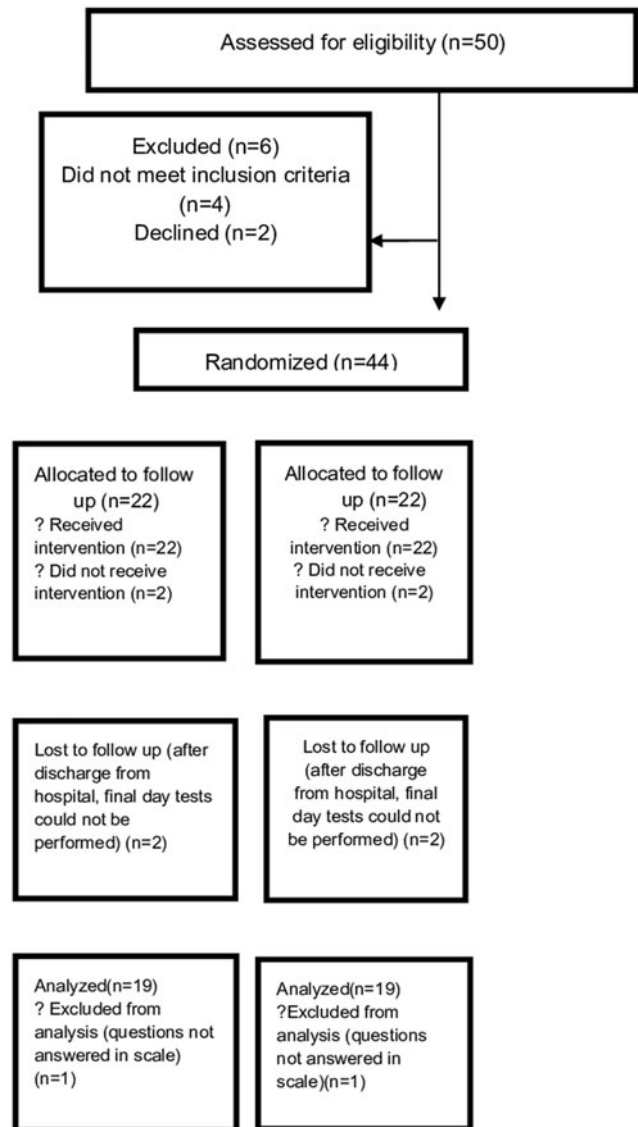 Assessed for eligibility (n=50)
Excluded (n=6)
Did not meet inclusion criteria
(n=4)
Declined (n=2)
Randomized (n=44)
Allocated to follow
up (n=22)
? Received
intervention (n=22)
? Did not receive
intervention (n=2)
Allocated to follow
up (n=22)
? Received
intervention (n=22)
? Did not receive
intervention (n=2)
Lost to follow up (after
discharge from
hospital, final day tests
could not be
performed) (n=2)
Lost to follow up
(after discharge
from hospital, final
day tests could not
be performed) (n=2)
Analyzed(n=19)
? Excluded from
analysis (questions not
answered in scale)
(n=1)
Analyzed(n=19)
?Excluded from
analysis (questions
not answered in
scale)(n=1)